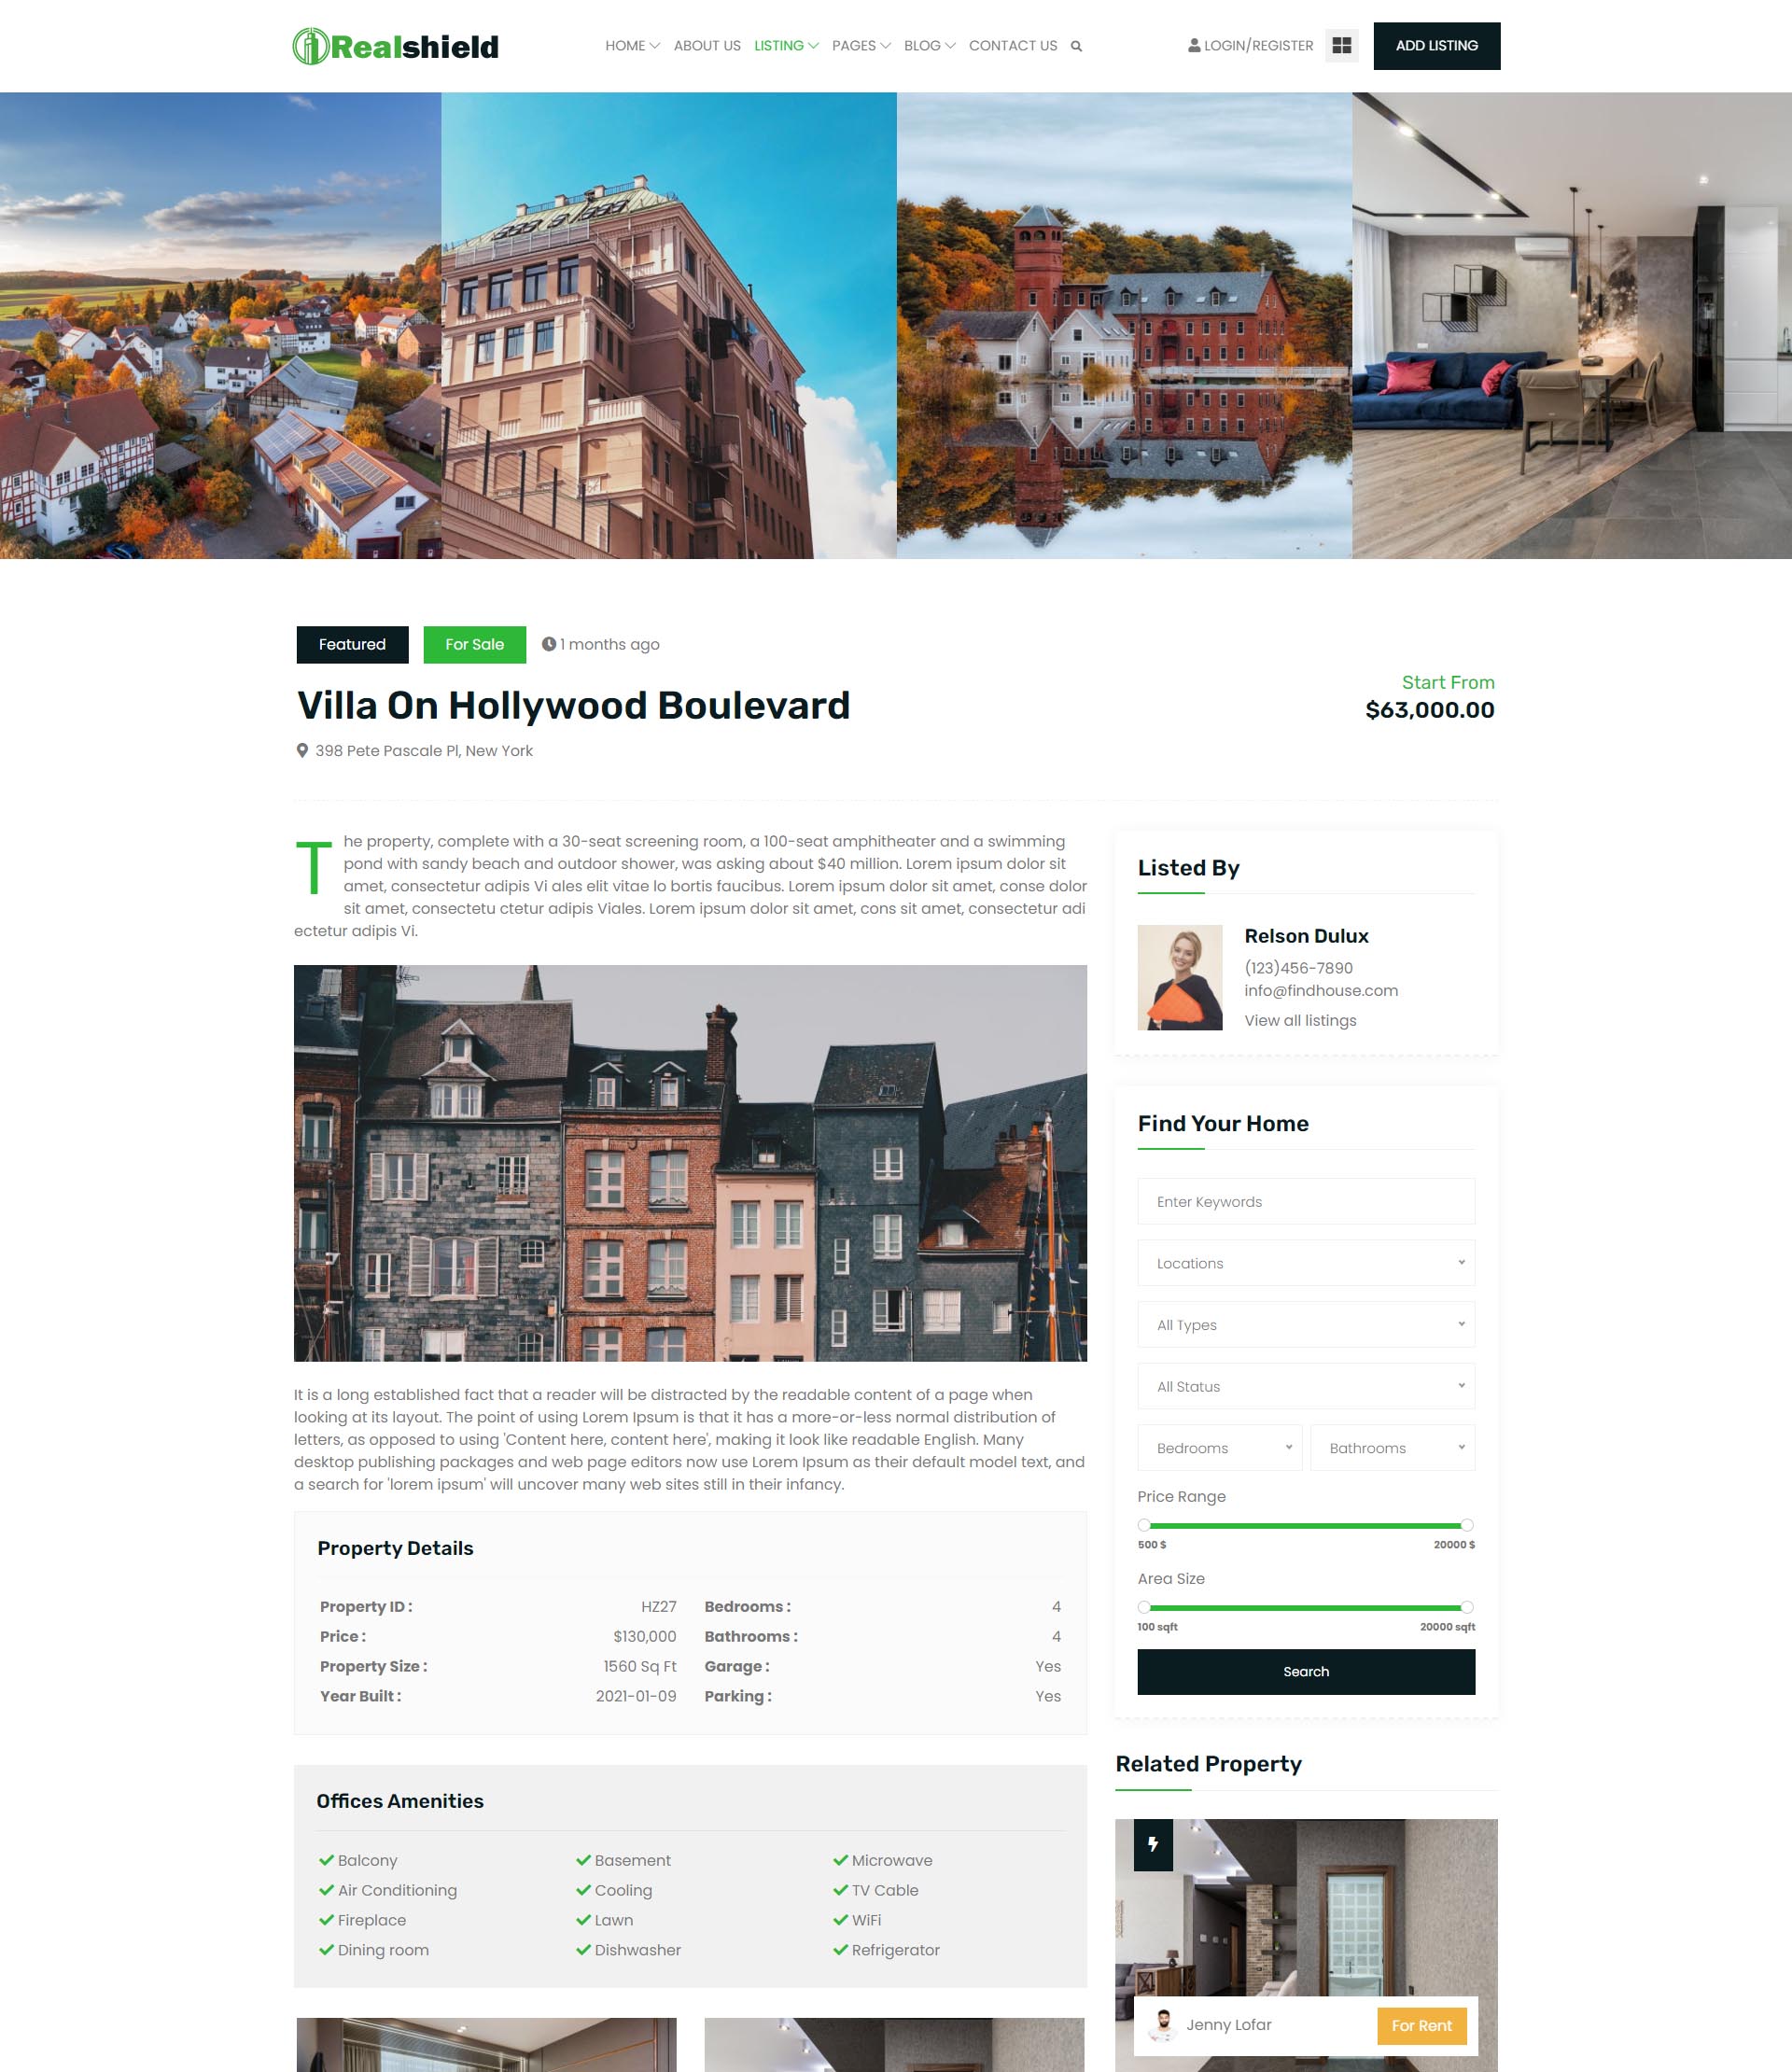 Realshield
HOME ABOUT US LISTING PAGES BLOG CONTACT US
LOGIN/REGISTER
ADD LISTING
Featured
For Sale
1 months ago
Villa On Hollywood Boulevard
398 Pete Pascale Pl, New York
Start From
$63,000.00
The property, complete with a 30-seat screening room, a 100-seat amphitheater and a swimming
pond with sandy beach and outdoor shower, was asking about $40 million. Lorem ipsum dolor sit
amet, consectetur adipis Vi ales elit vitae lo bortis faucibus. Lorem ipsum dolor sit amet, conse dolor
sit amet, consectetu ctetur adipis Viales. Lorem ipsum dolor sit amet, cons sit amet, consectetur adi
ectetur adipis Vi.
It is a long established fact that a reader will be distracted by the readable content of a page when
looking at its layout. The point of using Lorem Ipsum is that it has a more-or-less normal distribution of
letters, as opposed to using 'Content here, content here', making it look like readable English. Many
desktop publishing packages and web page editors now use Lorem Ipsum as their default model text, and
a search for 'lorem ipsum' will uncover many web sites still in their infancy.
Property Details
Property ID : HZ27
Price : $130,000
Property Size : 1560 Sq Ft
Year Built : 2021-01-09
Bedrooms : 4
Bathrooms : 4
Garage : Yes
Parking : Yes
Offices Amenities
Balcony
Air Conditioning
Fireplace
Dining room
Basement
Cooling
Lawn
Dishwasher
Microwave
TV Cable
WiFi
Refrigerator
Listed By
Relson Dulux
(123)456-7890
info@findhouse.com
View all listings
Find Your Home
Enter Keywords
Locations
All Types
All Status
Bedrooms
Bathrooms
Price Range
500 $ 20000 $
Area Size
100 sqft 20000 sqft
Search
Related Property
Jenny Lofar
For Rent